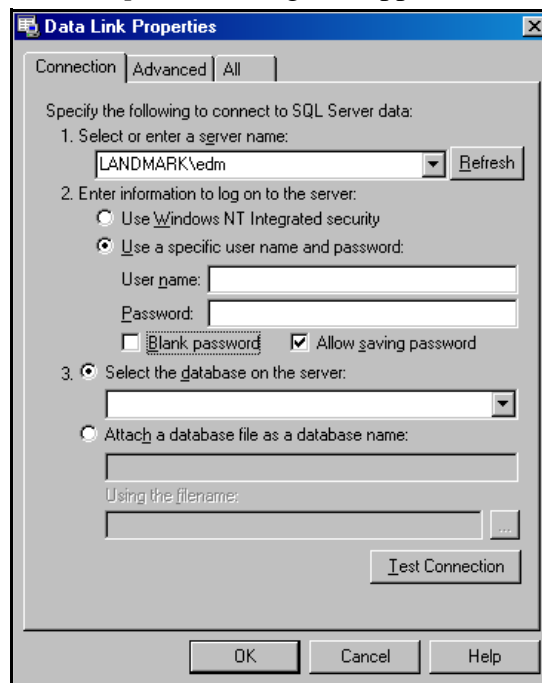 Data Link Properties
Connection Advanced All
Specify the following to connect to SQL Server data:
1. Select or enter a server name:
LANDMARK\edm Refresh
2. Enter information to log on to the server:
Use Windows NT Integrated security
Use a specific user name and password:
User name:
Password:
Blank password Allow saving password
3. Select the database on the server:
Attach a database file as a database name:
Using the filename:
...
Test Connection
OK Cancel Help